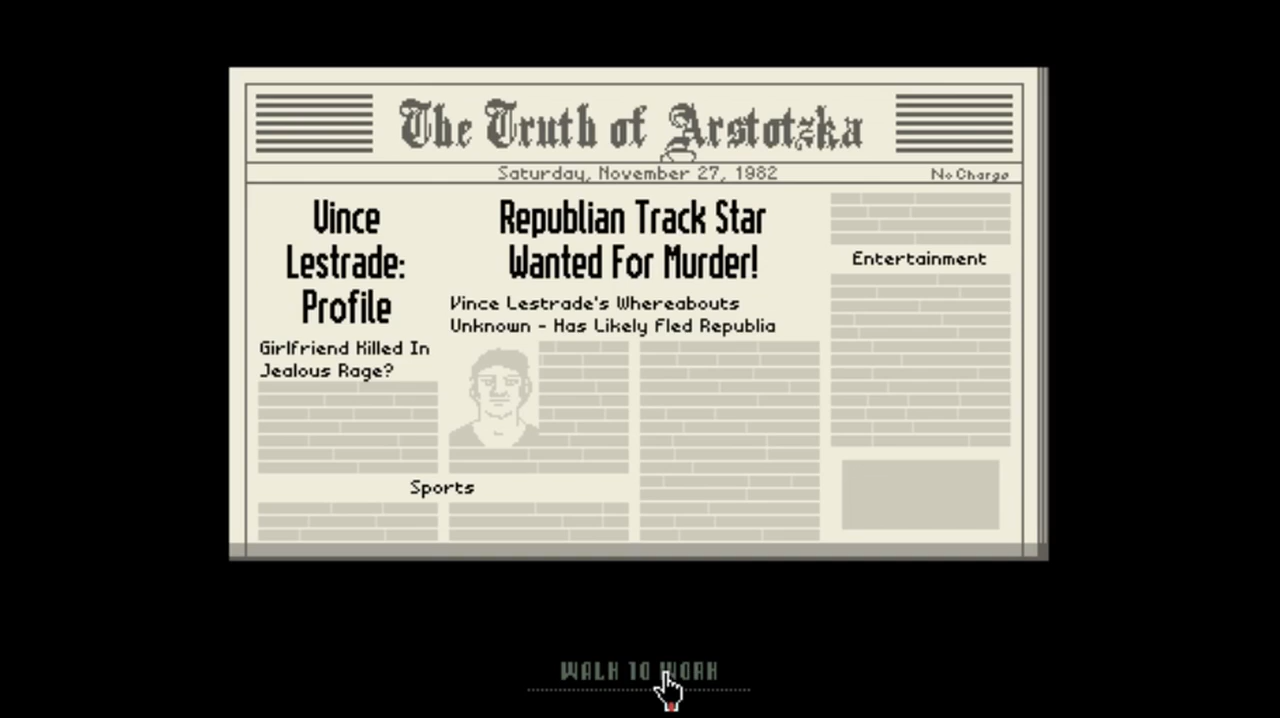 The Truth of Arstotzka
Saturday, November 27, 1982
No Charge
Vince
Lestrade:
Profile
Girlfriend Killed In
Jealous Rage?
Republian Track Star
Wanted For Murder!
Vince Lestrade's Whereabouts
Unknown - Has Likely Fled Republia
Sports
Entertainment
WALK TO WORK